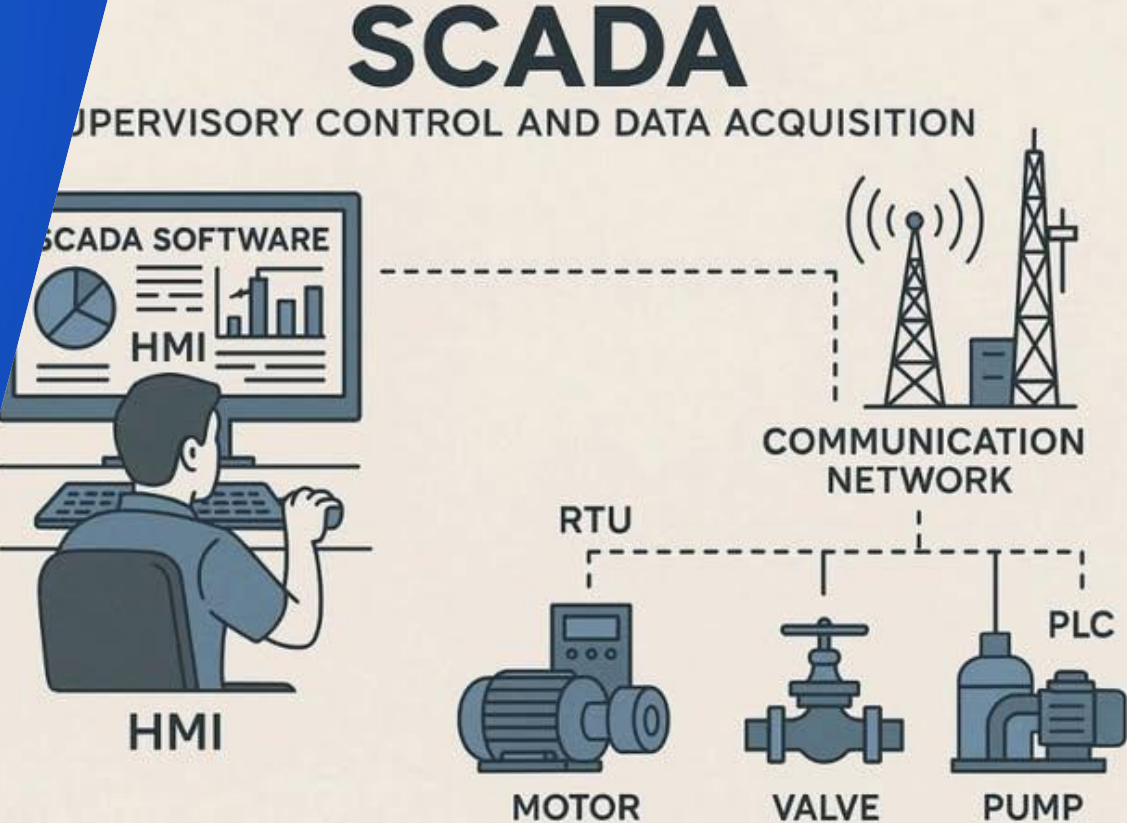 SCADA
UPERVISORY CONTROL AND DATA ACQUISITION
SCADA SOFTWARE
HMI
COMMUNICATION
NETWORK
RTU
PLC
HMI
MOTOR
VALVE
PUMP